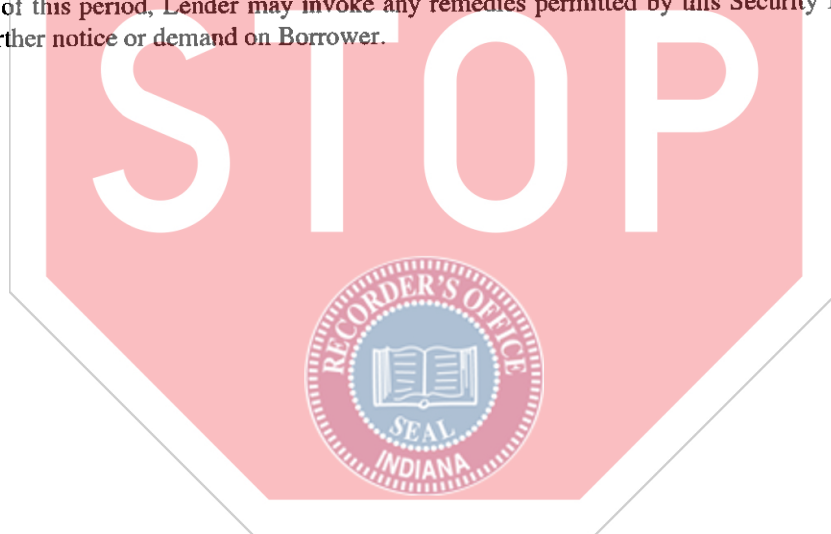 of this period, Lender may invoke any remedies permitted by this Security
rther notice or demand on Borrower.
STOP
RECORDER'S OFFICE
SEAL
INDIANA